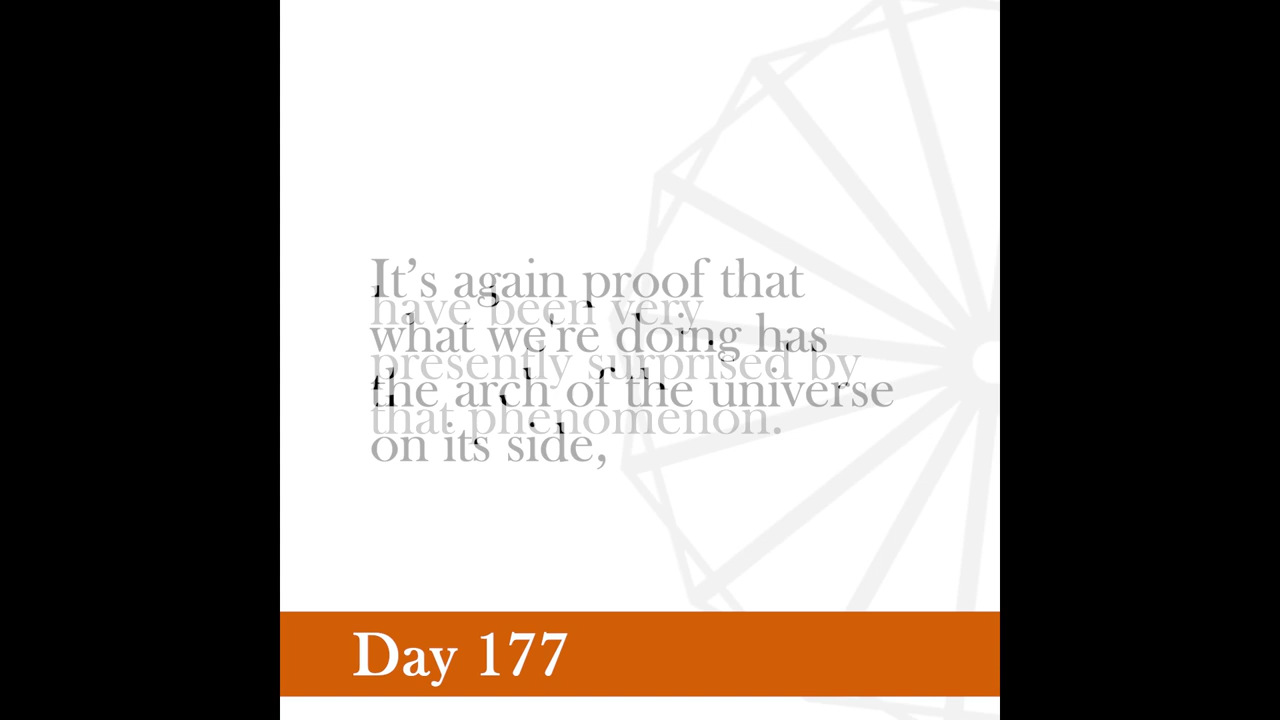 It’s again proof that
have been very
what we're doing has
presently surprised by
the arch of the universe
that phenomenon.
on its side,
Day 177